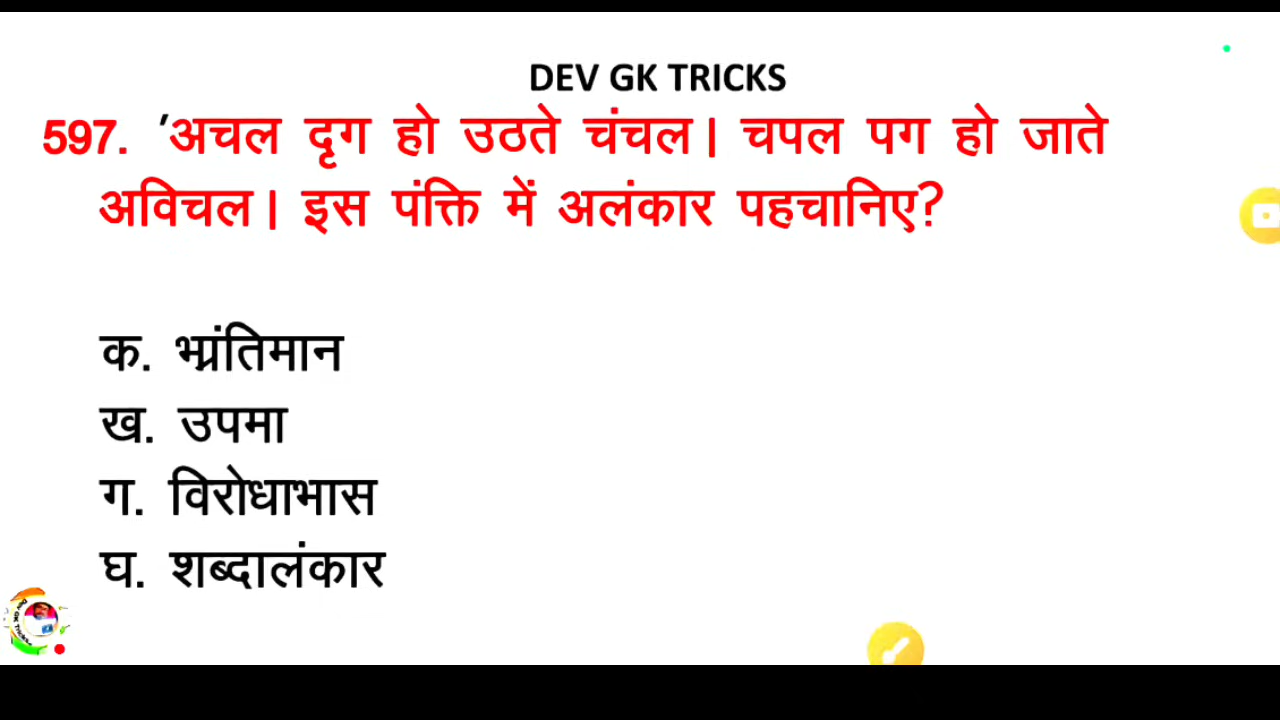 DEV GK TRICKS
597. ’अचल दृग हो उठते चंचल। चपल पग हो जाते
अविचल। इस पंक्ति में अलंकार पहचानिए?
क. भ्रंतिमान
ख. उपमा
ग. विरोधाभास
घ. शब्दालंकार